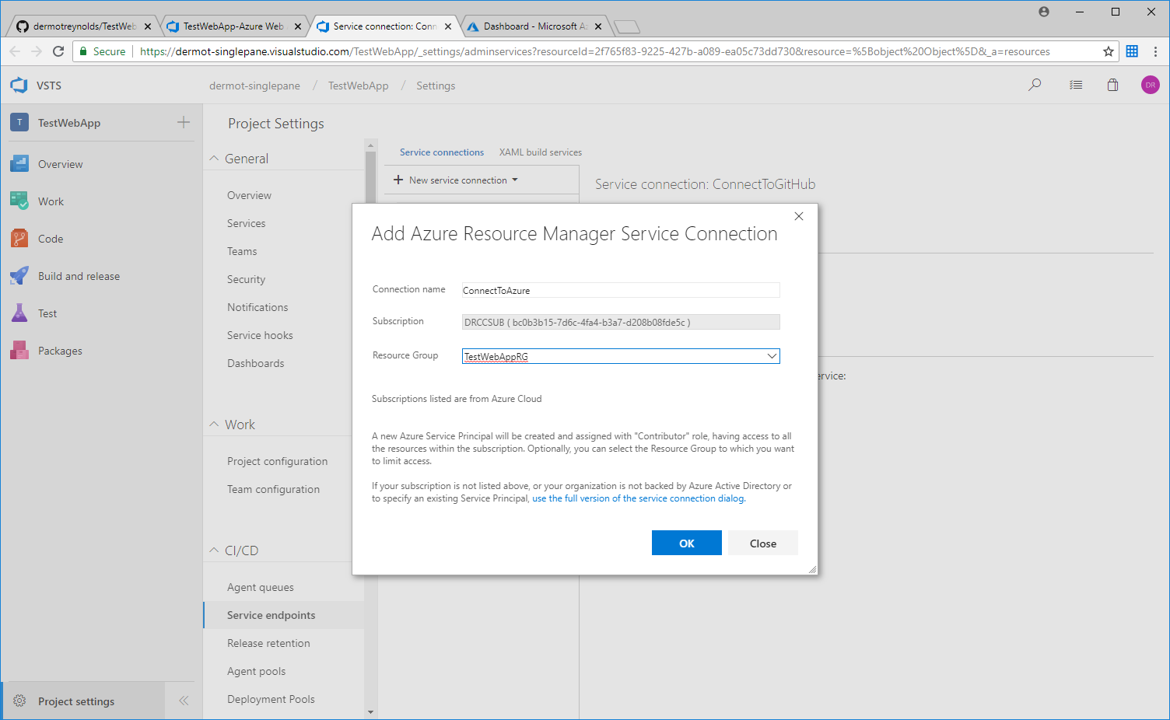 dermotreynolds/TestWeb
TestWebApp-Azure Web
Service connection: Conn
Dashboard - Microsoft A
Secure
https://dermot-singlepane.visualstudio.com/TestWebApp/_settings/adminservices?resourceId=2f765f83-9225-427b-a089-ea05c73dd730&resource=%5Bobject%20Object%5D&_a=resources
VSTS
dermot-singlepane / TestWebApp / Settings
DR
T
TestWebApp
Overview
Work
Code
Build and release
Test
Packages
Project settings
Project Settings
General
Overview
Services
Teams
Security
Notifications
Service hooks
Dashboards
Work
Project configuration
Team configuration
CI/CD
Agent queues
Service endpoints
Release retention
Agent pools
Deployment Pools
Service connections
XAML build services
+ New service connection
Service connection: ConnectToGitHub
ervice:
Add Azure Resource Manager Service Connection
Connection name
ConnectToAzure
Subscription
DRCCSUB ( bc0b3b15-7d6c-4fa4-b3a7-d208b08fde5c )
Resource Group
TestWebAppRG
Subscriptions listed are from Azure Cloud
A new Azure Service Principal will be created and assigned with "Contributor" role, having access to all
the resources within the subscription. Optionally, you can select the Resource Group to which you want
to limit access.
If your subscription is not listed above, or your organization is not backed by Azure Active Directory or
to specify an existing Service Principal, use the full version of the service connection dialog.
OK
Close